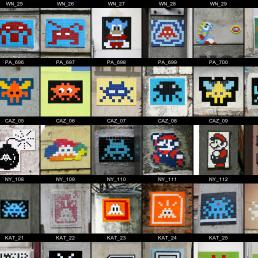 WN_25 WN_26 WN_27 WN_28 WN_29
PA_696 PA_697 PA_698 PA_699 PA_700
CAZ_05 CAZ_06 CAZ_07 CAZ_08 CAZ_09
NY_108 NY_109 NY_110 NY_111 NY_112
KAT_21 KAT_22 KAT_23 KAT_24 KAT_25